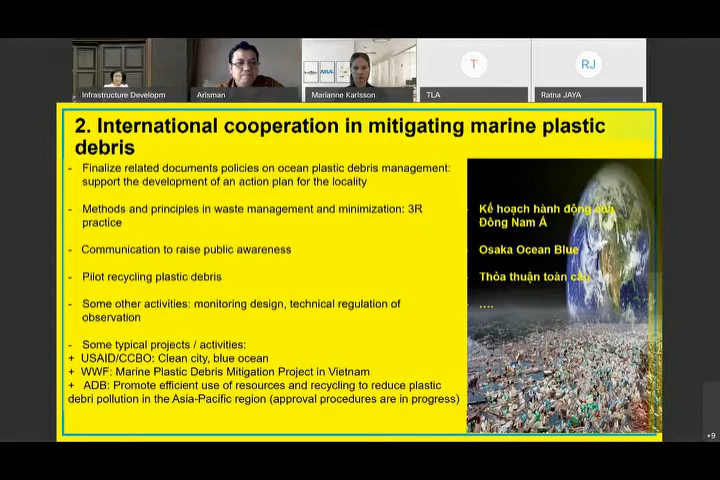 Infrastructure Developm
Arisman
Marianne Karlsson
TLA
Ratna JAYA
T
RJ
2. International cooperation in mitigating marine plastic
debris
- Finalize related documents policies on ocean plastic debris management:
support the development of an action plan for the locality
- Methods and principles in waste management and minimization: 3R
practice
- Communication to raise public awareness
- Pilot recycling plastic debris
- Some other activities: monitoring design, technical regulation of
observation
- Some typical projects / activities:
+ USAID/CCBO: Clean city, blue ocean
+ WWF: Marine Plastic Debris Mitigation Project in Vietnam
+ ADB: Promote efficient use of resources and recycling to reduce plastic
debri pollution in the Asia-Pacific region (approval procedures are in progress)
- Kế hoạch hành động của
Đông Nam Á
- Osaka Ocean Blue
- Thỏa thuận toàn cầu
- ....
+9